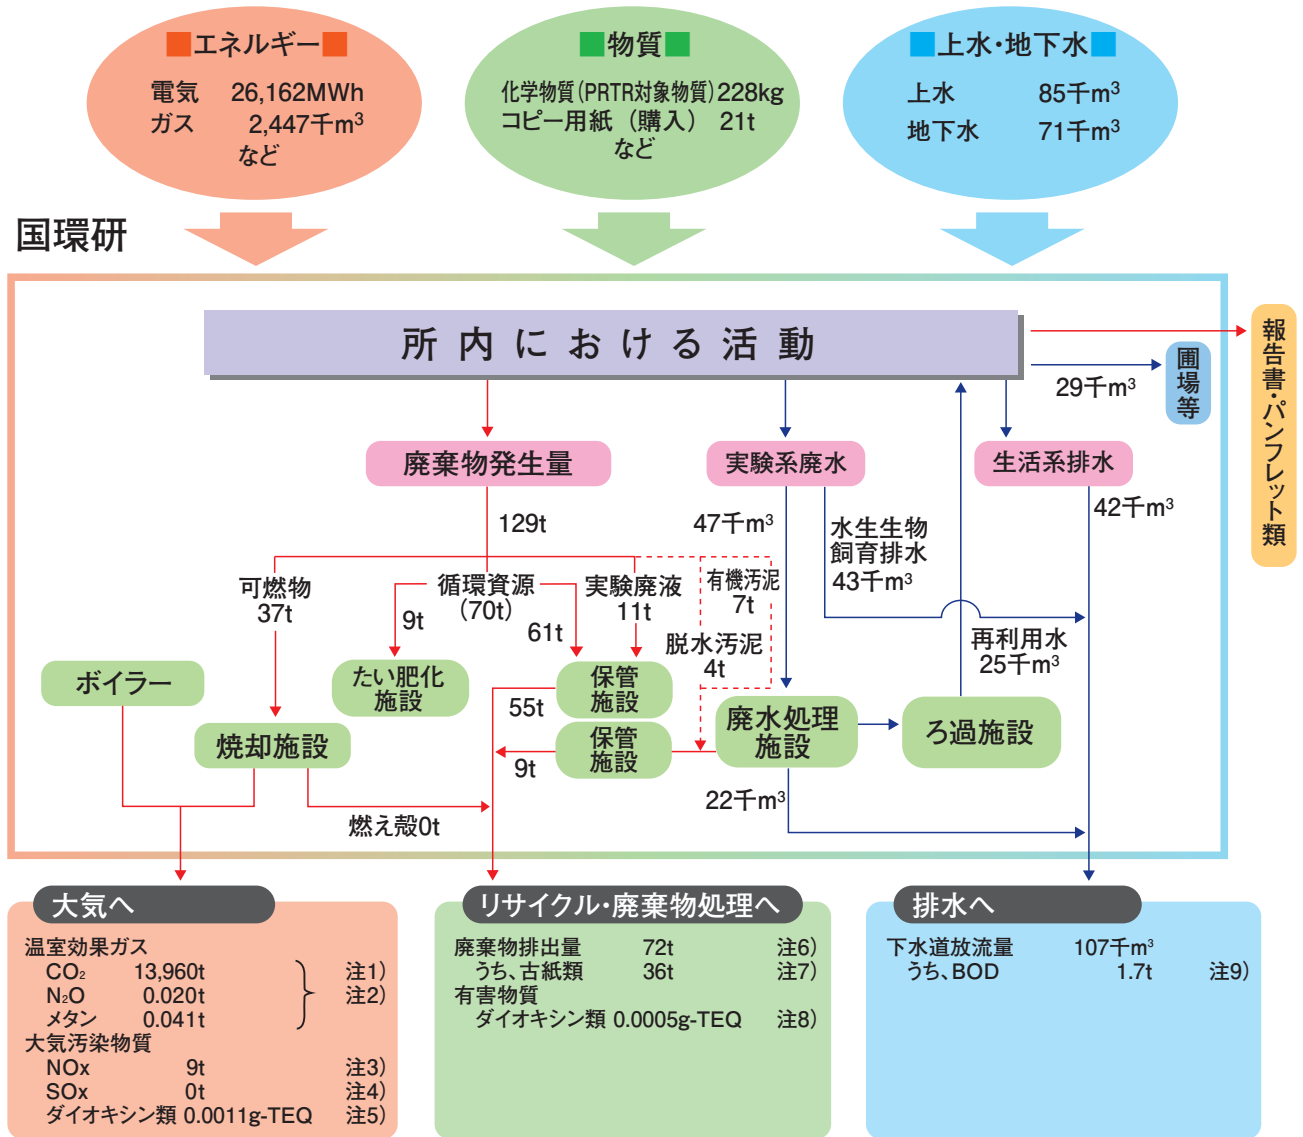 ■エネルギー■
電気 26,162MWh
ガス 2,447千m³
など
■物質■
化学物質(PRTR対象物質)228kg
コピー用紙（購入） 21t
など
■上水・地下水■
上水 85千m³
地下水 71千m³
国環研
所内における活動
報告書・パンフレット類
圃場等
29千m³
廃棄物発生量
実験系廃水
生活系排水
129t
47千m³
水生生物
飼育排水
43千m³
42千m³
可燃物
37t
循環資源
(70t)
9t
61t
実験廃液
11t
有機汚泥
7t
脱水汚泥
4t
再利用水
25千m³
ボイラー
たい肥化
施設
保管
施設
55t
焼却施設
保管
施設
9t
廃水処理
施設
ろ過施設
22千m³
燃え殻0t
大気へ
温室効果ガス
CO₂ 13,960t 注1)
N₂O 0.020t 注2)
メタン 0.041t
大気汚染物質
NOx 9t 注3)
SOx 0t 注4)
ダイオキシン類 0.0011g-TEQ 注5)
リサイクル・廃棄物処理へ
廃棄物排出量 72t 注6)
うち、古紙類 36t 注7)
有害物質
ダイオキシン類 0.0005g-TEQ 注8)
排水へ
下水道放流量 107千m³
うち、BOD 1.7t 注9)